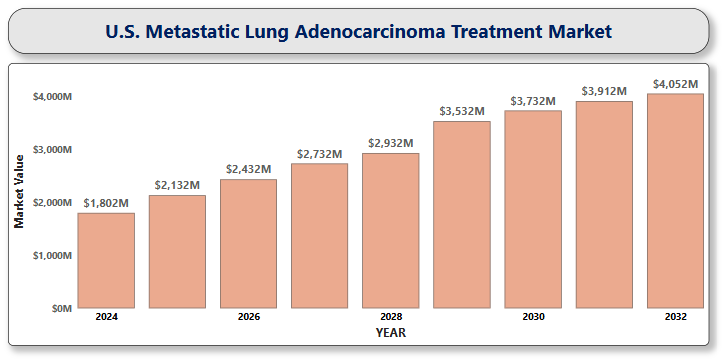 U.S. Metastatic Lung Adenocarcinoma Treatment Market
$4,000M
$3,000M
$2,000M
$1,000M
$0M
Market Value
$1,802M
$2,132M
$2,432M
$2,732M
$2,932M
$3,532M
$3,732M
$3,912M
$4,052M
2024
2026
2028
2030
2032
YEAR